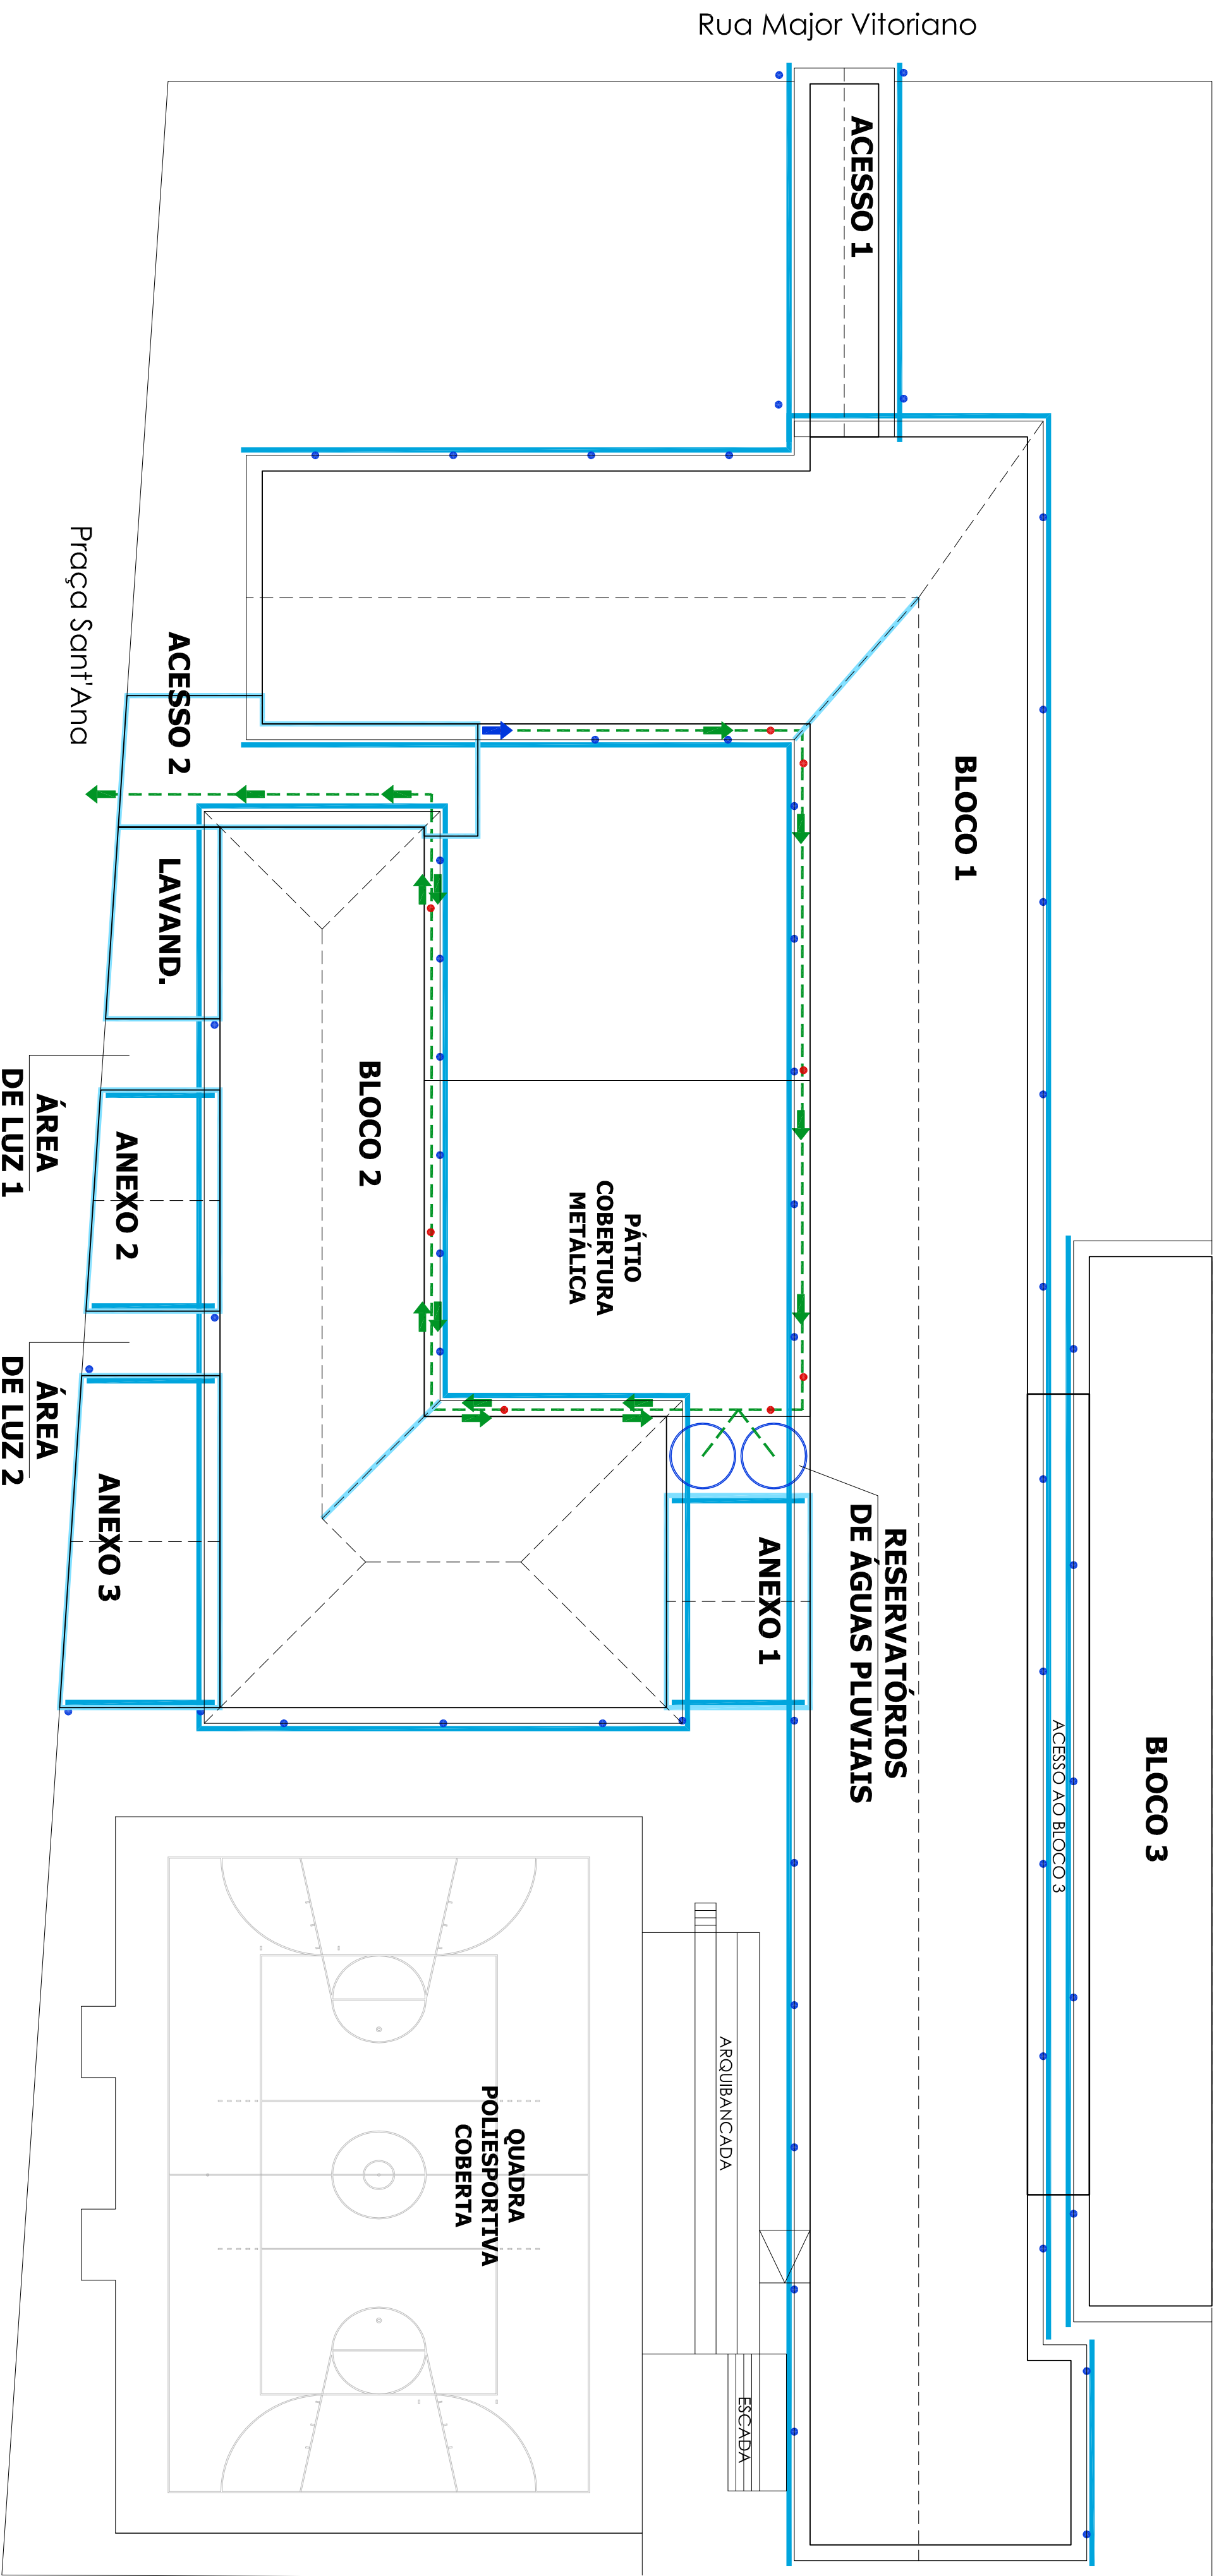 Rua Major Vitoriano
ACESSO 1
Praça Sant'Ana
ACESSO 2
BLOCO 1
LAVAND.
BLOCO 2
ÁREA
DE LUZ 1
ANEXO 2
PÁTIO
COBERTURA
METÁLICA
ÁREA
DE LUZ 2
ANEXO 3
ANEXO 1
RESERVATÓRIOS
DE ÁGUAS PLUVIAIS
ACESSO AO BLOCO 3
BLOCO 3
ARQUIBANCADA
QUADRA
POLIESPORTIVA
COBERTA
ESCADA